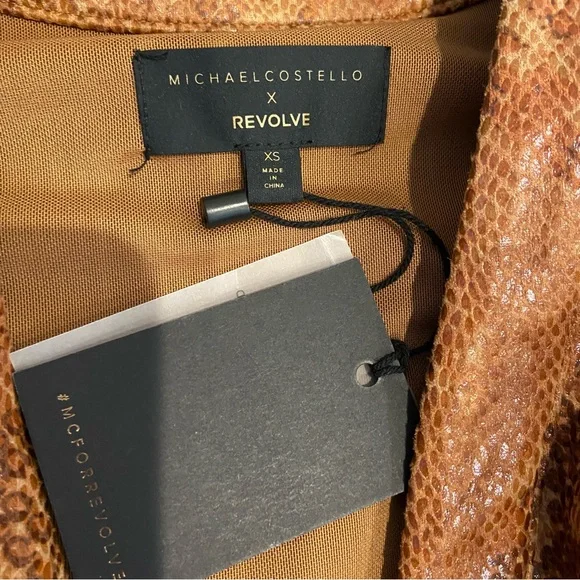 MICHAELCOSTELLO
X
REVOLVE
XS
MADE
IN
CHINA
#MCFORREVOLVE